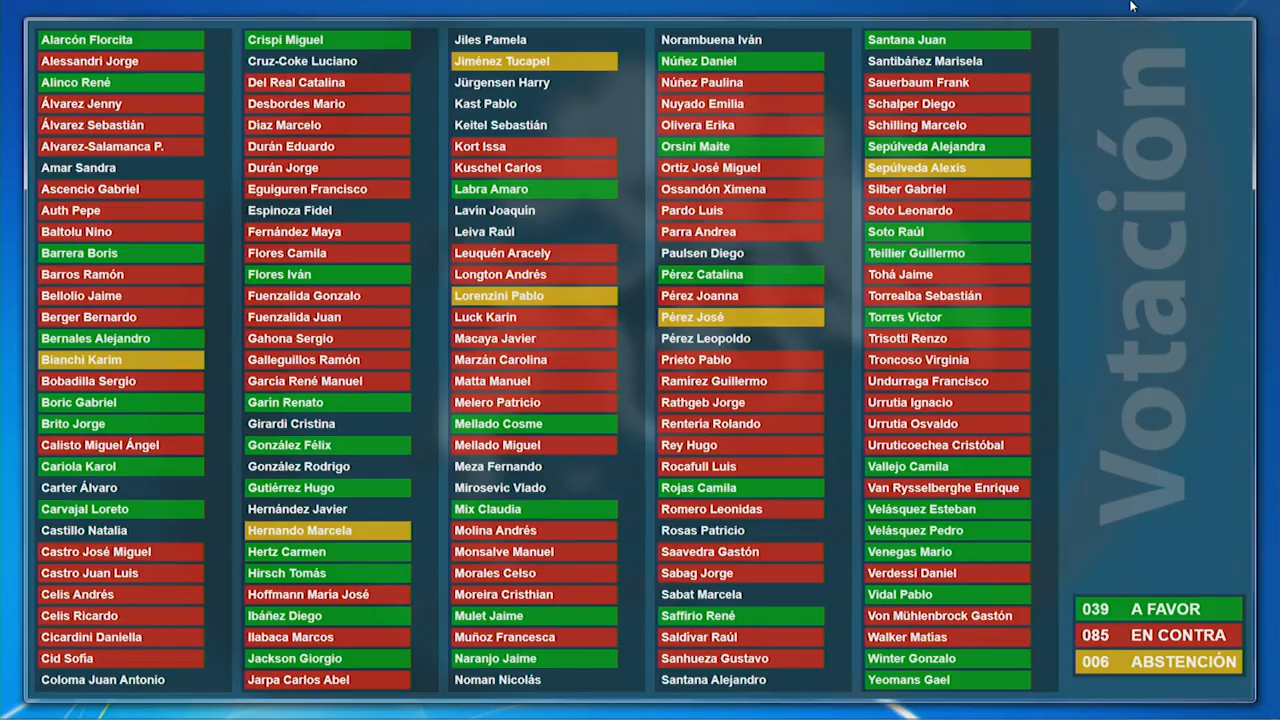 Alarcón Florcita
Alessandri Jorge
Alinco René
Álvarez Jenny
Álvarez Sebastián
Alvarez-Salamanca P.
Amar Sandra
Ascencio Gabriel
Auth Pepe
Baltolu Nino
Barrera Boris
Barros Ramón
Bellolio Jaime
Berger Bernardo
Bernales Alejandro
Bianchi Karim
Bobadilla Sergio
Boric Gabriel
Brito Jorge
Calisto Miguel Ángel
Cariola Karol
Carter Álvaro
Carvajal Loreto
Castillo Natalia
Castro José Miguel
Castro Juan Luis
Celis Andrés
Celis Ricardo
Cicardini Daniella
Cid Sofía
Coloma Juan Antonio
Crispi Miguel
Cruz-Coke Luciano
Del Real Catalina
Desbordes Mario
Díaz Marcelo
Durán Eduardo
Durán Jorge
Eguiguren Francisco
Espinoza Fidel
Fernández Maya
Flores Camila
Flores Iván
Fuenzalida Gonzalo
Fuenzalida Juan
Gahona Sergio
Galleguillos Ramón
García René Manuel
Garín Renato
Girardi Cristina
González Félix
González Rodrigo
Gutiérrez Hugo
Hernández Javier
Hernando Marcela
Hertz Carmen
Hirsch Tomás
Hoffmann María José
Ibáñez Diego
Ilabaca Marcos
Jackson Giorgio
Jarpa Carlos Abel
Jiles Pamela
Jiménez Tucapel
Jürgensen Harry
Kast Pablo
Keitel Sebastián
Kort Issa
Kuschel Carlos
Labra Amaro
Lavín Joaquín
Leiva Raúl
Leuquén Aracely
Longton Andrés
Lorenzini Pablo
Luck Karin
Macaya Javier
Marzán Carolina
Matta Manuel
Melero Patricio
Mellado Cosme
Mellado Miguel
Meza Fernando
Mirosevic Vlado
Mix Claudia
Molina Andrés
Monsalve Manuel
Morales Celso
Moreira Cristhian
Mulet Jaime
Muñoz Francesca
Naranjo Jaime
Noman Nicolás
Norambuena Iván
Núñez Daniel
Núñez Paulina
Nuyado Emilia
Olivera Erika
Orsini Maite
Ortiz José Miguel
Ossandón Ximena
Pardo Luis
Parra Andrea
Paulsen Diego
Pérez Catalina
Pérez Joanna
Pérez José
Pérez Leopoldo
Prieto Pablo
Ramírez Guillermo
Rathgeb Jorge
Rentería Rolando
Rey Hugo
Rocafull Luis
Rojas Camila
Romero Leonidas
Rosas Patricio
Saavedra Gastón
Sabag Jorge
Sabat Marcela
Saffirio René
Saldívar Raúl
Sanhueza Gustavo
Santana Alejandro
Santana Juan
Santibáñez Marisela
Sauerbaum Frank
Schalper Diego
Schilling Marcelo
Sepúlveda Alejandra
Sepúlveda Alexis
Silber Gabriel
Soto Leonardo
Soto Raúl
Teillier Guillermo
Tohá Jaime
Torrealba Sebastián
Torres Víctor
Trisotti Renzo
Troncoso Virginia
Undurraga Francisco
Urrutia Ignacio
Urrutia Osvaldo
Urruticoechea Cristóbal
Vallejo Camila
Van Rysselberghe Enrique
Velásquez Esteban
Velásquez Pedro
Venegas Mario
Verdessi Daniel
Vidal Pablo
Von Mühlenbrock Gastón
Walker Matías
Winter Gonzalo
Yeomans Gael
Votación
039 A FAVOR
085 EN CONTRA
006 ABSTENCIÓN